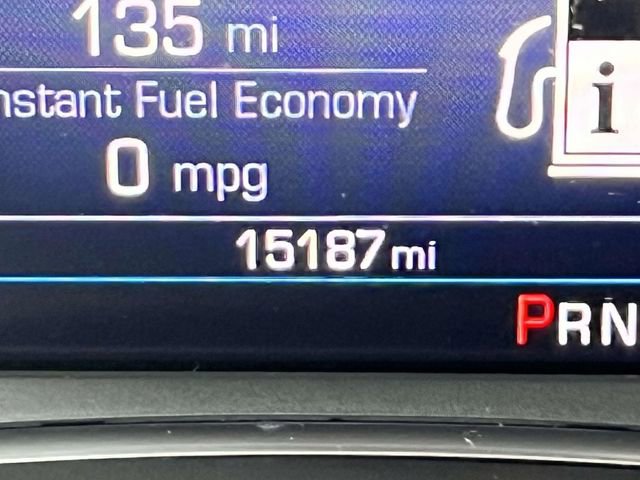 135 mi
nstant Fuel Economy
i
0 mpg
15187 mi
PRN